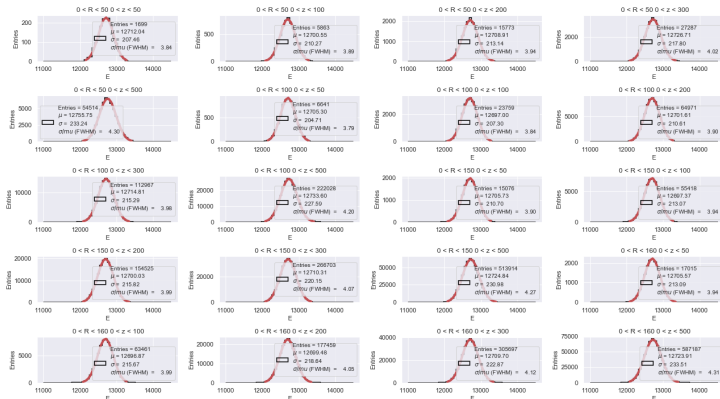 0 < R < 50 0 < z < 50
Entries = 1699
μ = 12712.04
σ = 207.46
σ/mu (FWHM) = 3.84
0 < R < 50 0 < z < 100
Entries = 5863
μ = 12700.55
σ = 210.27
σ/mu (FWHM) = 3.89
0 < R < 50 0 < z < 200
Entries = 15773
μ = 12708.91
σ = 213.14
σ/mu (FWHM) = 3.94
0 < R < 50 0 < z < 300
Entries = 27287
μ = 12726.71
σ = 217.80
σ/mu (FWHM) = 4.02
0 < R < 50 0 < z < 500
Entries = 54514
μ = 12755.75
σ = 233.24
σ/mu (FWHM) = 4.30
0 < R < 100 0 < z < 50
Entries = 6641
μ = 12705.30
σ = 204.71
σ/mu (FWHM) = 3.79
0 < R < 100 0 < z < 100
Entries = 23759
μ = 12697.00
σ = 207.30
σ/mu (FWHM) = 3.84
0 < R < 100 0 < z < 200
Entries = 64971
μ = 12701.61
σ = 210.61
σ/mu (FWHM) = 3.90
0 < R < 100 0 < z < 300
Entries = 112967
μ = 12714.81
σ = 215.29
σ/mu (FWHM) = 3.98
0 < R < 100 0 < z < 500
Entries = 222028
μ = 12733.60
σ = 227.59
σ/mu (FWHM) = 4.20
0 < R < 150 0 < z < 50
Entries = 15076
μ = 12705.73
σ = 210.70
σ/mu (FWHM) = 3.90
0 < R < 150 0 < z < 100
Entries = 55418
μ = 12697.37
σ = 213.07
σ/mu (FWHM) = 3.94
0 < R < 150 0 < z < 200
Entries = 154525
μ = 12700.03
σ = 215.82
σ/mu (FWHM) = 3.99
0 < R < 150 0 < z < 300
Entries = 266703
μ = 12710.31
σ = 220.15
σ/mu (FWHM) = 4.07
0 < R < 150 0 < z < 500
Entries = 513914
μ = 12724.84
σ = 230.98
σ/mu (FWHM) = 4.27
0 < R < 160 0 < z < 50
Entries = 17015
μ = 12705.57
σ = 213.09
σ/mu (FWHM) = 3.94
0 < R < 160 0 < z < 100
Entries = 63461
μ = 12696.87
σ = 215.67
σ/mu (FWHM) = 3.99
0 < R < 160 0 < z < 200
Entries = 177459
μ = 12699.48
σ = 218.84
σ/mu (FWHM) = 4.05
0 < R < 160 0 < z < 300
Entries = 305697
μ = 12709.70
σ = 222.87
σ/mu (FWHM) = 4.12
0 < R < 160 0 < z < 500
Entries = 587187
μ = 12723.91
σ = 233.51
σ/mu (FWHM) = 4.31